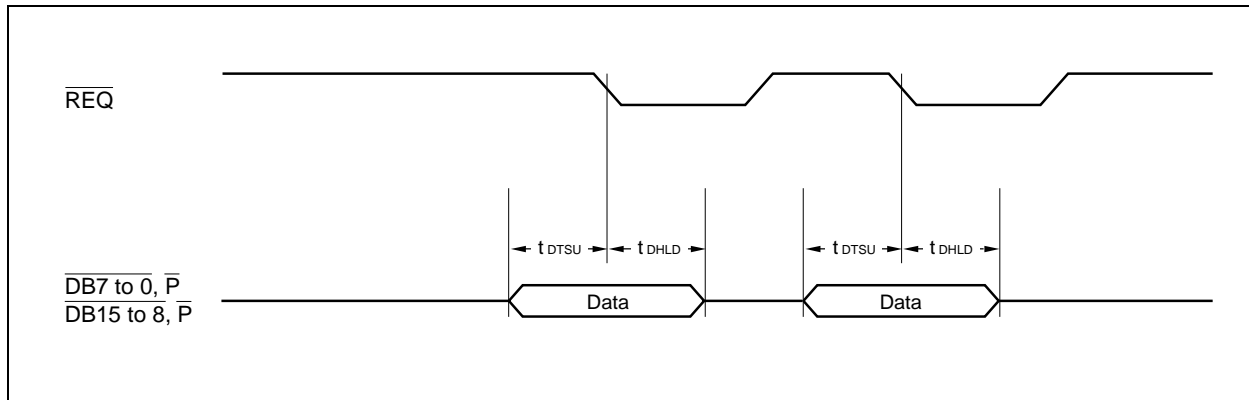 REQ
t DTSU t DHLD t DTSU t DHLD
DB7 to 0, P
DB15 to 8, P
Data Data